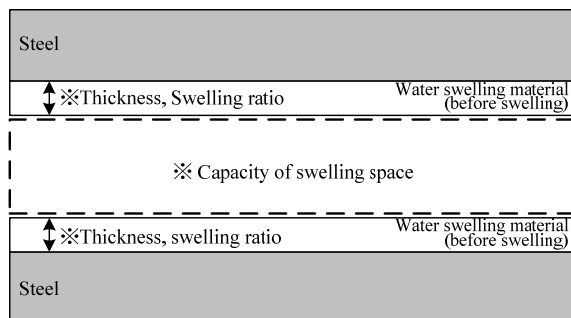 Steel
※Thickness, Swelling ratio
Water swelling material
(before swelling)
※ Capacity of swelling space
※Thickness, swelling ratio
Water swelling material
(before swelling)
Steel